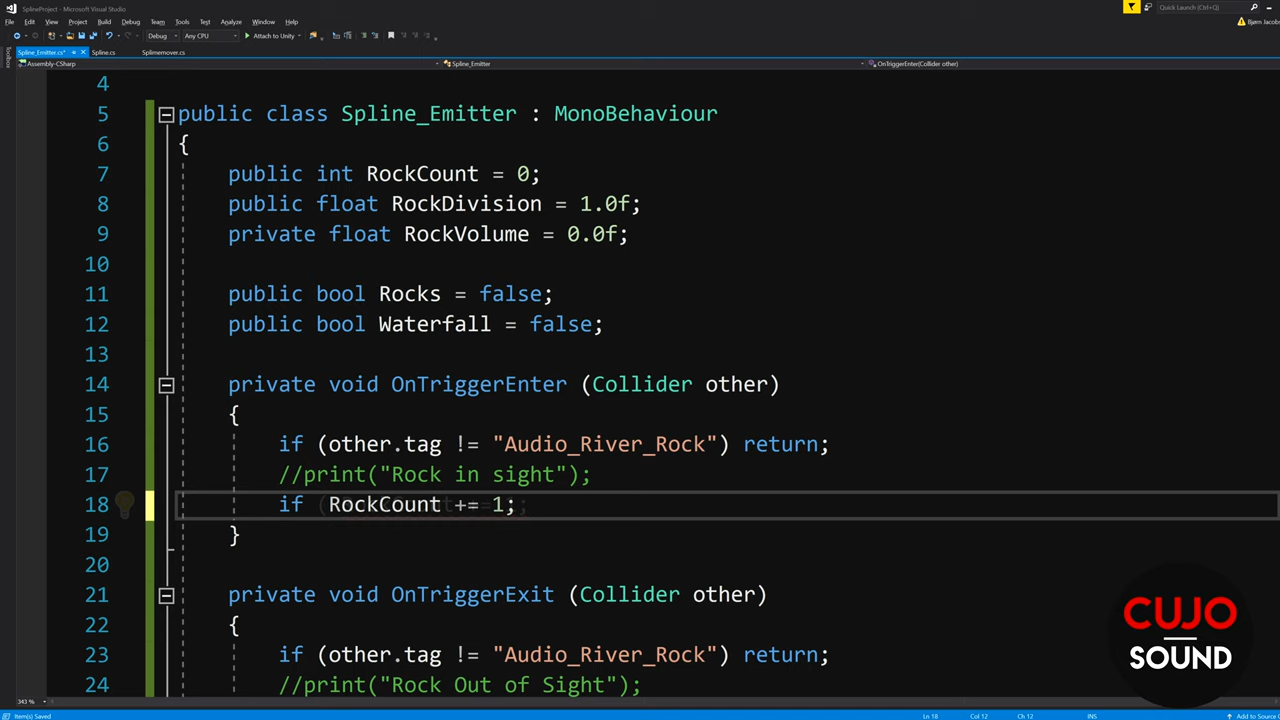 SplineProject - Microsoft Visual Studio
Quick Launch (Ctrl+Q)
File Edit View Project Build Debug Team Tools Test Analyze Window Help
Debug Any CPU Attach to Unity
Toolbox
Spline_Emitter.cs* Spline.cs Splinemover.cs
Assembly-CSharp Spline_Emitter OnTriggerEnter(Collider other)
4
5 public class Spline_Emitter : MonoBehaviour
6 {
7 public int RockCount = 0;
8 public float RockDivision = 1.0f;
9 private float RockVolume = 0.0f;
10
11 public bool Rocks = false;
12 public bool Waterfall = false;
13
14 private void OnTriggerEnter (Collider other)
15 {
16 if (other.tag != "Audio_River_Rock") return;
17 //print("Rock in sight");
18 if RockCount += 1;
19 }
20
21 private void OnTriggerExit (Collider other)
22 {
23 if (other.tag != "Audio_River_Rock") return;
24 //print("Rock Out of Sight");
CUJO
SOUND
343 %
Item(s) Saved Ln 18 Col 12 Ch 12 INS Add to Source